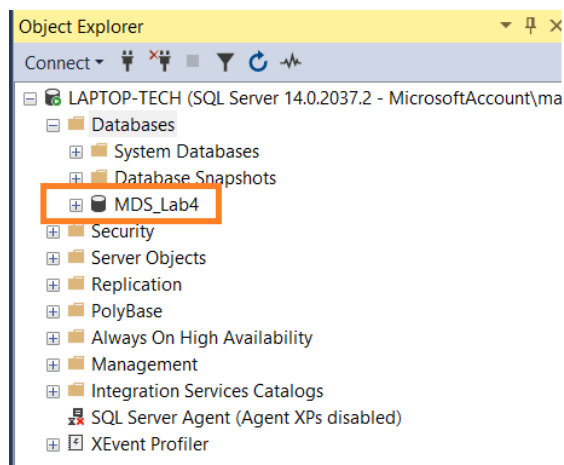 Object Explorer
Connect
LAPTOP-TECH (SQL Server 14.0.2037.2 - MicrosoftAccount\ma
Databases
System Databases
Database Snapshots
MDS_Lab4
Security
Server Objects
Replication
PolyBase
Always On High Availability
Management
Integration Services Catalogs
SQL Server Agent (Agent XPs disabled)
XEvent Profiler